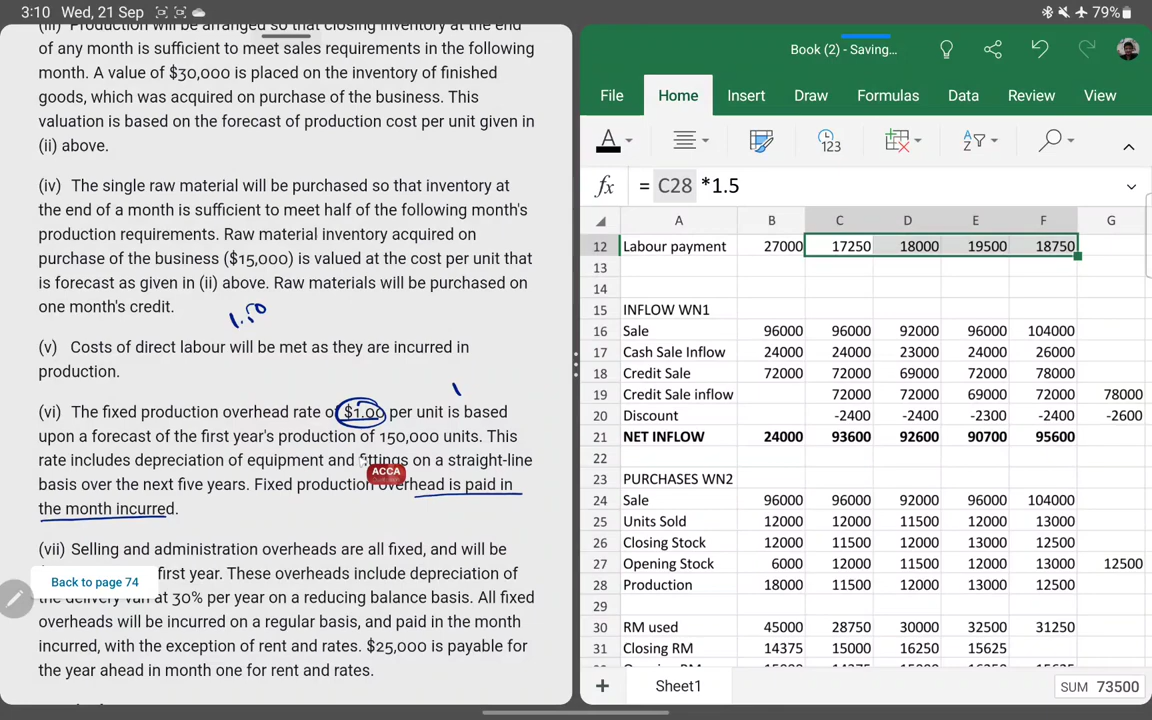 3:10 Wed, 21 Sep
79%
(iii) Production will be arranged so that closing inventory at the end
of any month is sufficient to meet sales requirements in the following
month. A value of $30,000 is placed on the inventory of finished
goods, which was acquired on purchase of the business. This
valuation is based on the forecast of production cost per unit given in
(ii) above.
(iv) The single raw material will be purchased so that inventory at
the end of a month is sufficient to meet half of the following month's
production requirements. Raw material inventory acquired on
purchase of the business ($15,000) is valued at the cost per unit that
is forecast as given in (ii) above. Raw materials will be purchased on
one month's credit.
1.50
(v) Costs of direct labour will be met as they are incurred in
production.
(vi) The fixed production overhead rate of $1.00 per unit is based
upon a forecast of the first year's production of 150,000 units. This
rate includes depreciation of equipment and fittings on a straight-line
ACCA
basis over the next five years. Fixed production overhead is paid in
the month incurred.
(vii) Selling and administration overheads are all fixed, and will be
first year. These overheads include depreciation of
Back to page 74
the delivery van at 30% per year on a reducing balance basis. All fixed
overheads will be incurred on a regular basis, and paid in the month
incurred, with the exception of rent and rates. $25,000 is payable for
the year ahead in month one for rent and rates.
Book (2) - Saving...
File Home Insert Draw Formulas Data Review View
A 123 A Z
fx = C28 *1.5
A B C D E F G
12 Labour payment 27000 17250 18000 19500 18750
13
14
15 INFLOW WN1
16 Sale 96000 96000 92000 96000 104000
17 Cash Sale Inflow 24000 24000 23000 24000 26000
18 Credit Sale 72000 72000 69000 72000 78000
19 Credit Sale inflow 72000 72000 69000 72000 78000
20 Discount -2400 -2400 -2300 -2400 -2600
21 NET INFLOW 24000 93600 92600 90700 95600
22
23 PURCHASES WN2
24 Sale 96000 96000 92000 96000 104000
25 Units Sold 12000 12000 11500 12000 13000
26 Closing Stock 12000 11500 12000 13000 12500
27 Opening Stock 6000 12000 11500 12000 13000 12500
28 Production 18000 11500 12000 13000 12500
29
30 RM used 45000 28750 30000 32500 31250
31 Closing RM 14375 15000 16250 15625
+ Sheet1 SUM 73500